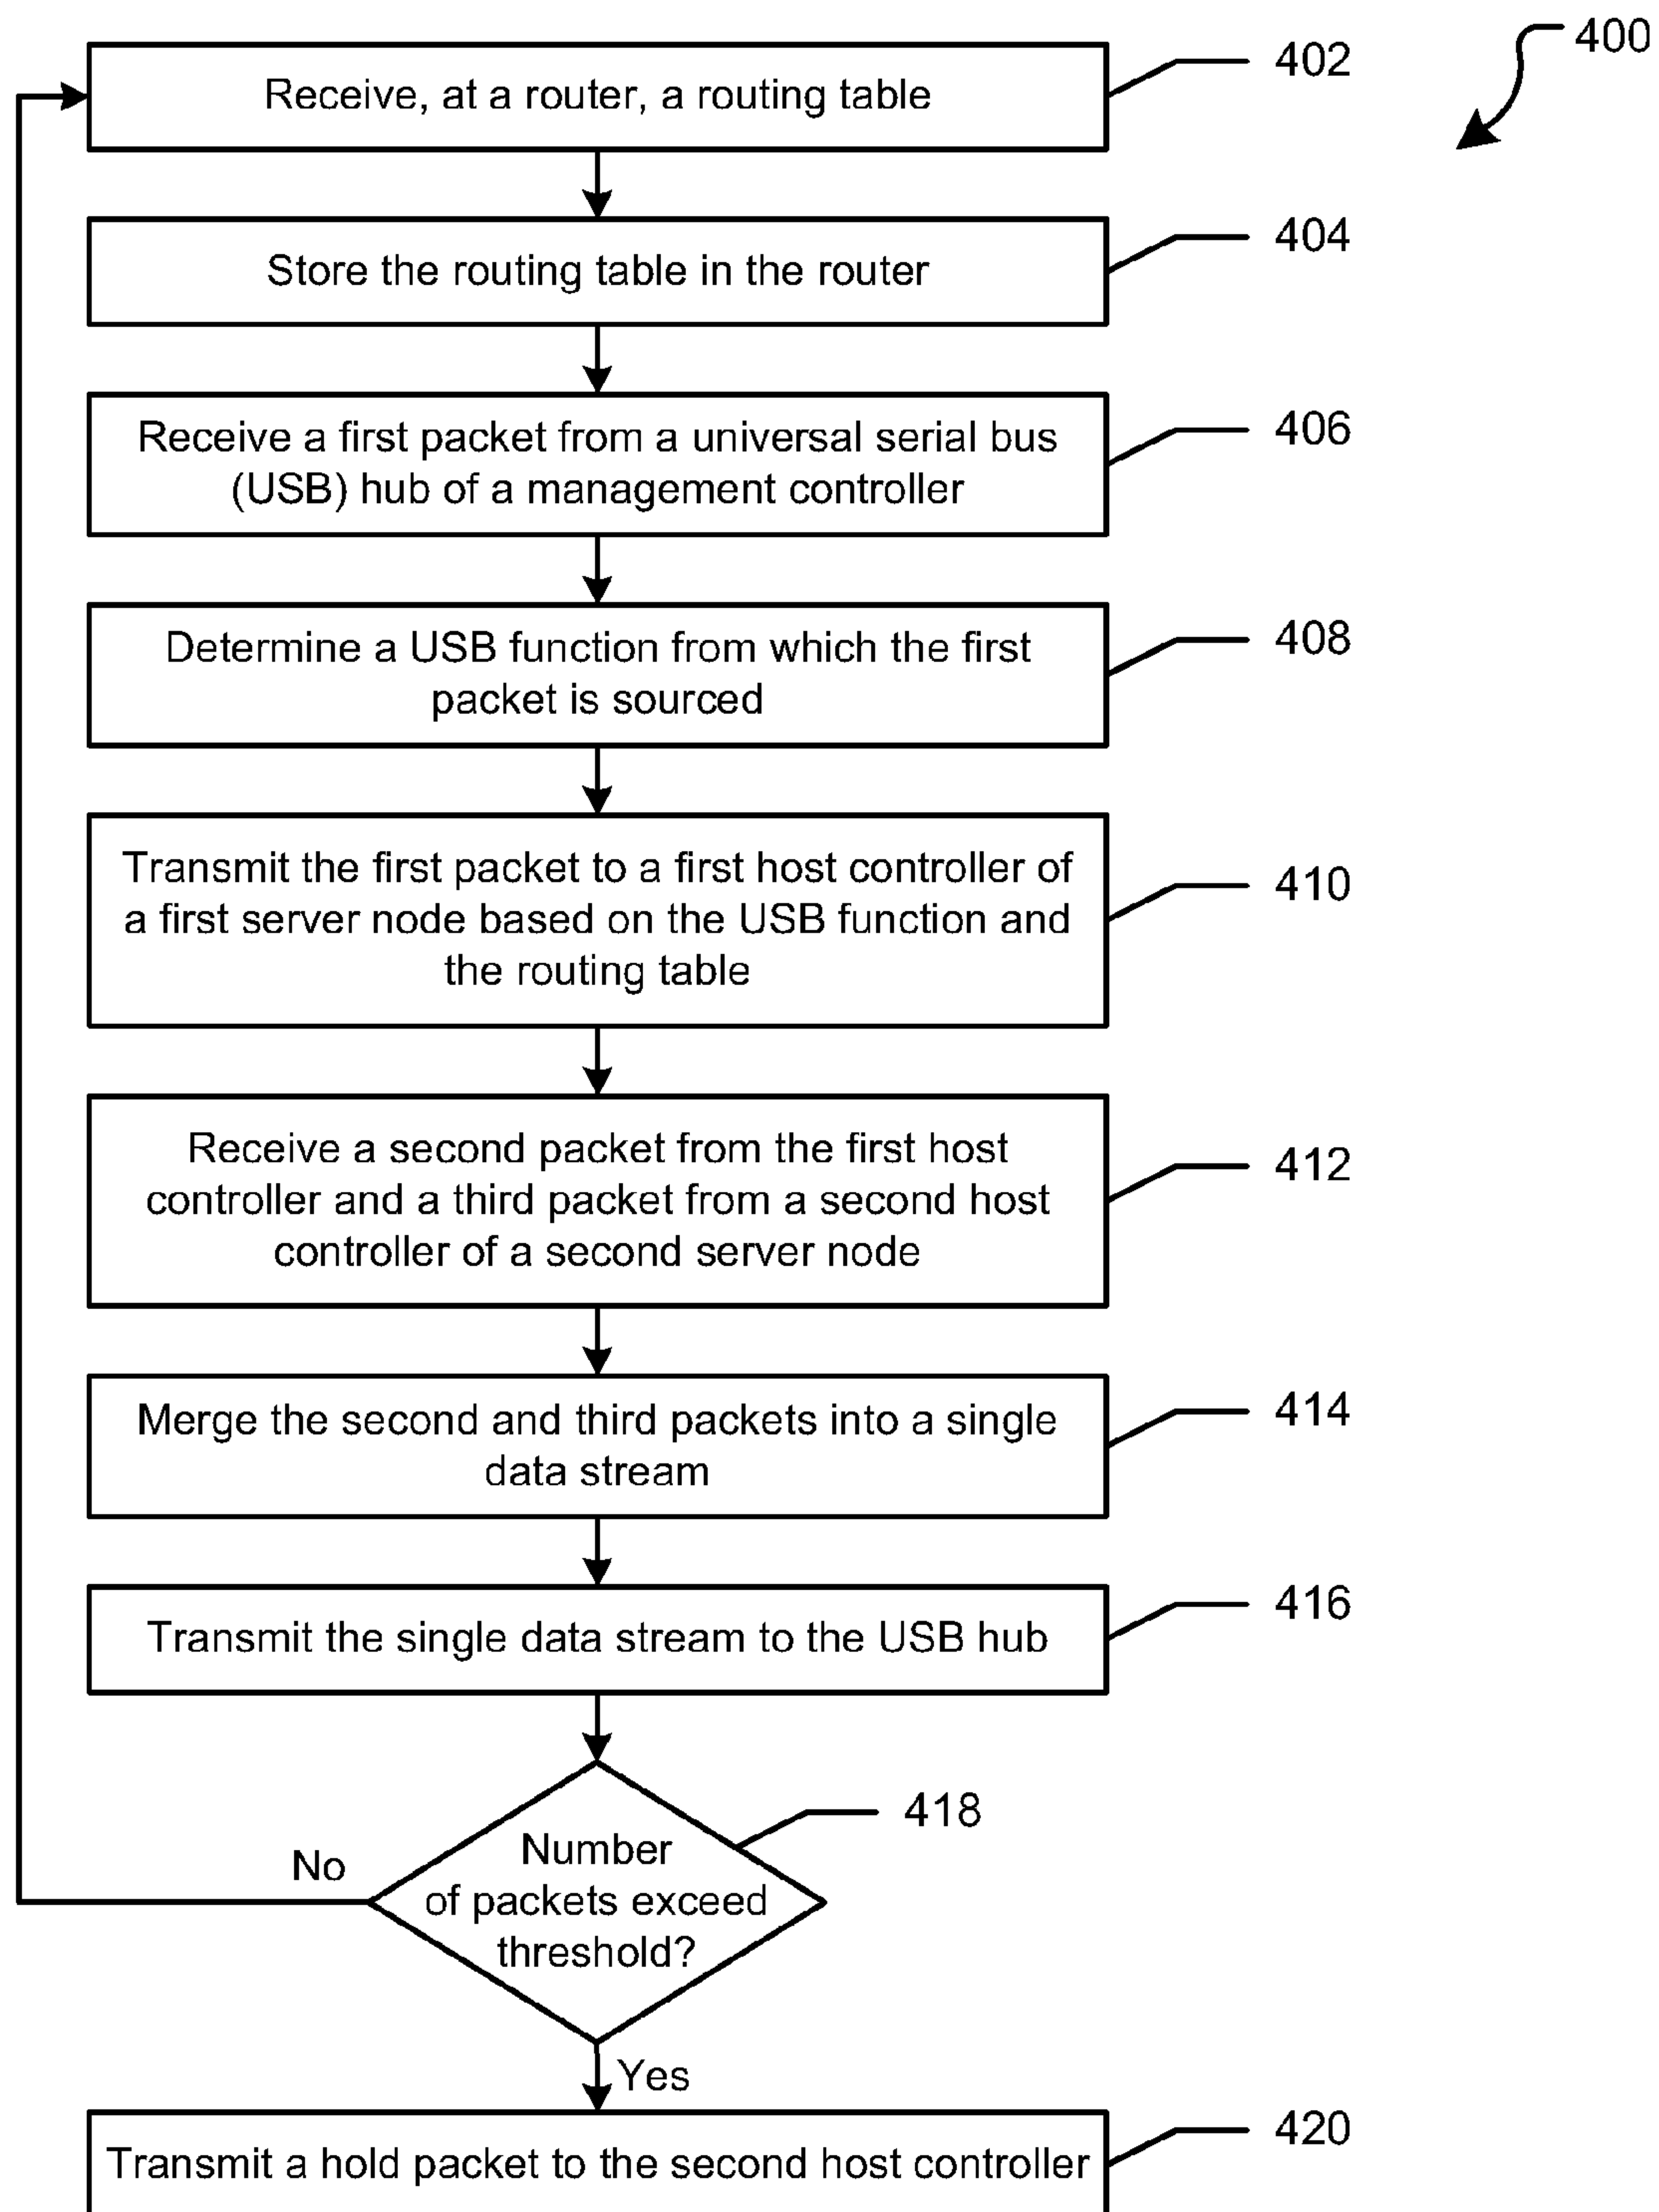 400
Receive, at a router, a routing table
402
Store the routing table in the router
404
Receive a first packet from a universal serial bus
(USB) hub of a management controller
406
Determine a USB function from which the first
packet is sourced
408
Transmit the first packet to a first host controller of
a first server node based on the USB function and
the routing table
410
Receive a second packet from the first host
controller and a third packet from a second host
controller of a second server node
412
Merge the second and third packets into a single
data stream
414
Transmit the single data stream to the USB hub
416
Number
of packets exceed
threshold?
418
No
Yes
Transmit a hold packet to the second host controller
420